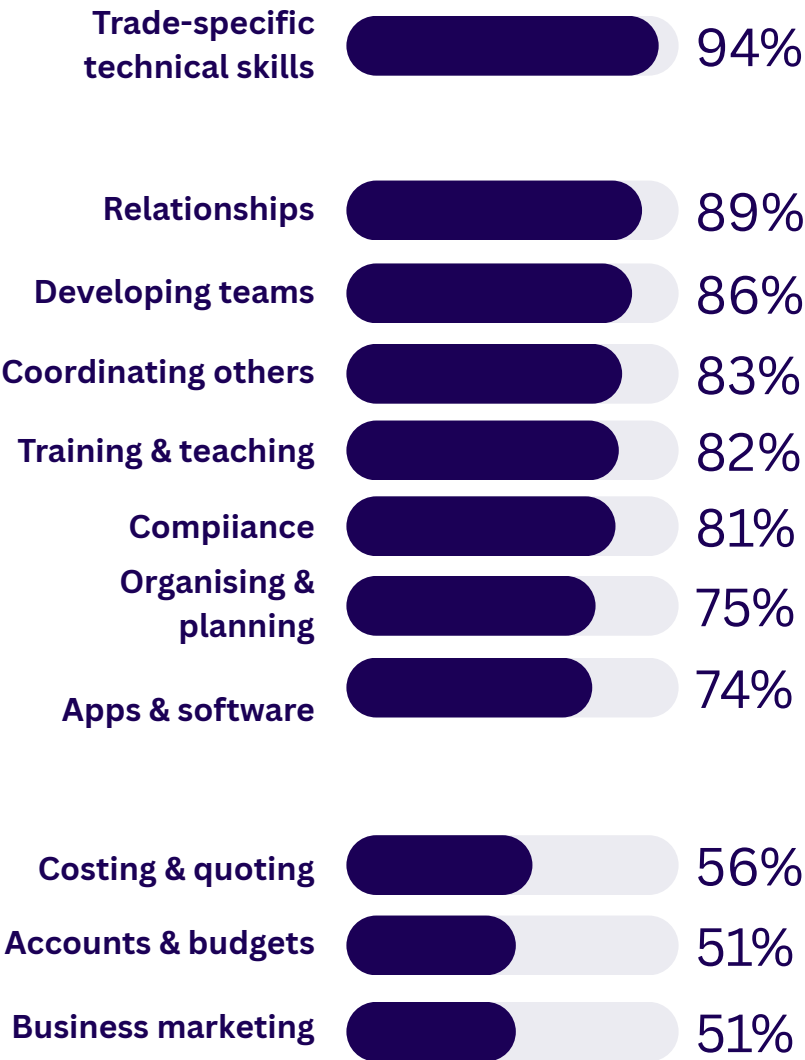 Trade-specific
technical skills
94%
Relationships
89%
Developing teams
86%
Coordinating others
83%
Training & teaching
82%
Compiiance
81%
Organising &
planning
75%
Apps & software
74%
Costing & quoting
56%
Accounts & budgets
51%
Business marketing
51%